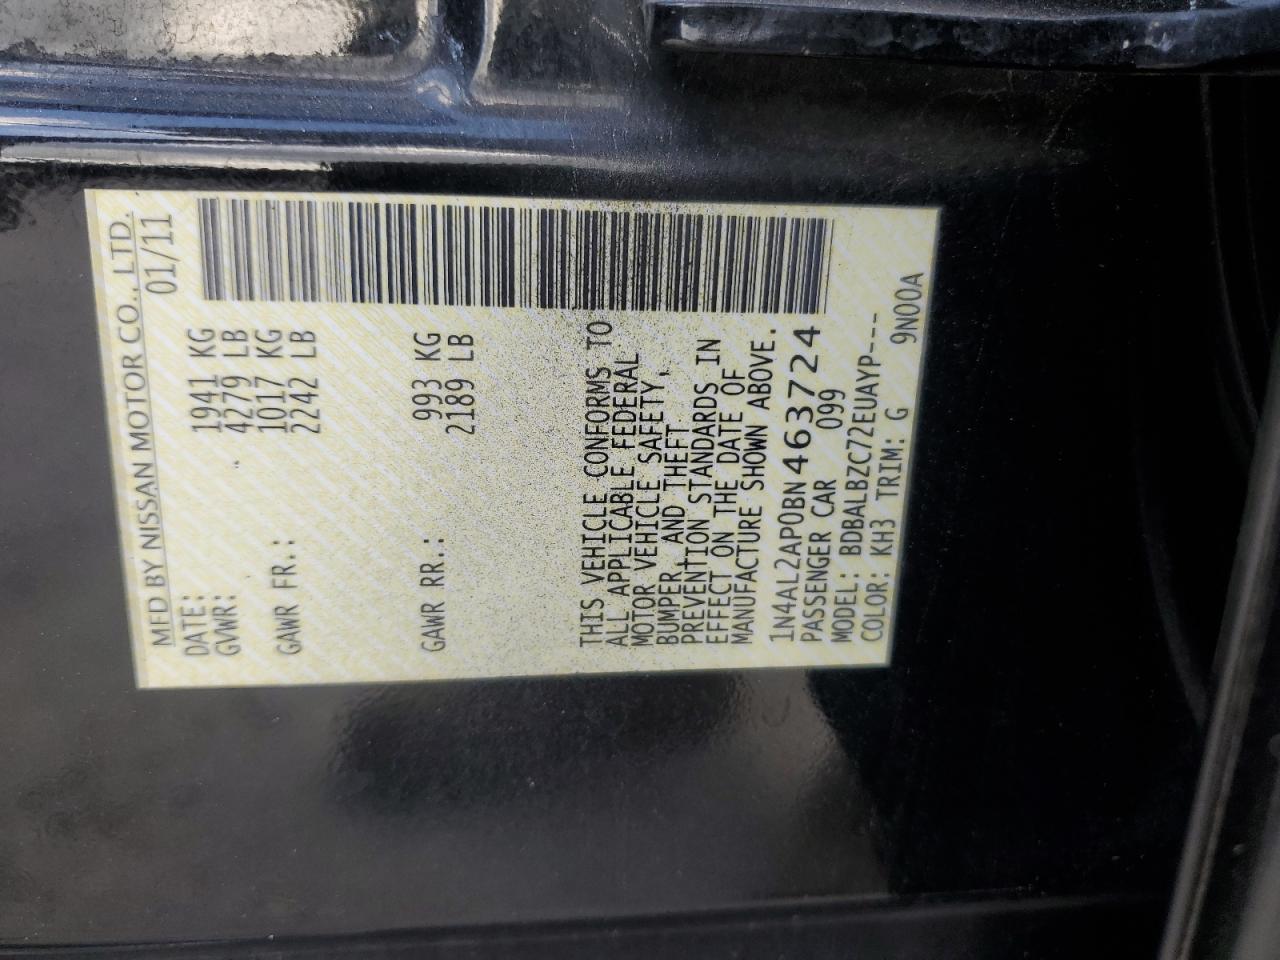 MFD BY NISSAN MOTOR CO., LTD.
DATE: 01/11
GVWR: 1941 KG
4279 LB
GAWR FR.: 1017 KG
2242 LB
GAWR RR.: 993 KG
2189 LB
THIS VEHICLE CONFORMS TO
ALL APPLICABLE FEDERAL
MOTOR VEHICLE SAFETY,
BUMPER, AND THEFT
PREVENTION STANDARDS IN
EFFECT ON THE DATE OF
MANUFACTURE SHOWN ABOVE.
1N4AL2AP0BN463724
PASSENGER CAR 099
MODEL: BDBALBZC72EUAYP---
COLOR: KH3 TRIM: G 9N00A